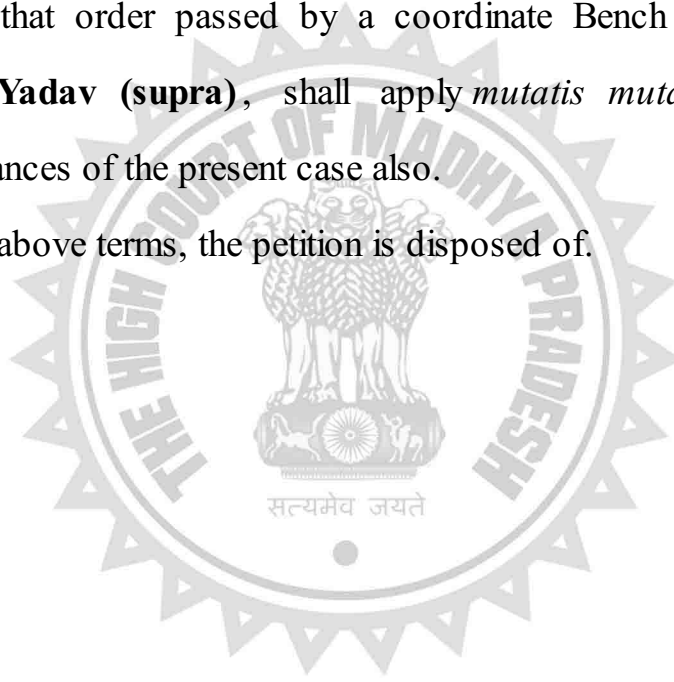 that order passed by a coordinate Bench
Yadav (supra), shall apply mutatis muta
ances of the present case also.
above terms, the petition is disposed of.
THE HIGH COURT OF MADHYA PRADESH
सत्यमेव जयते